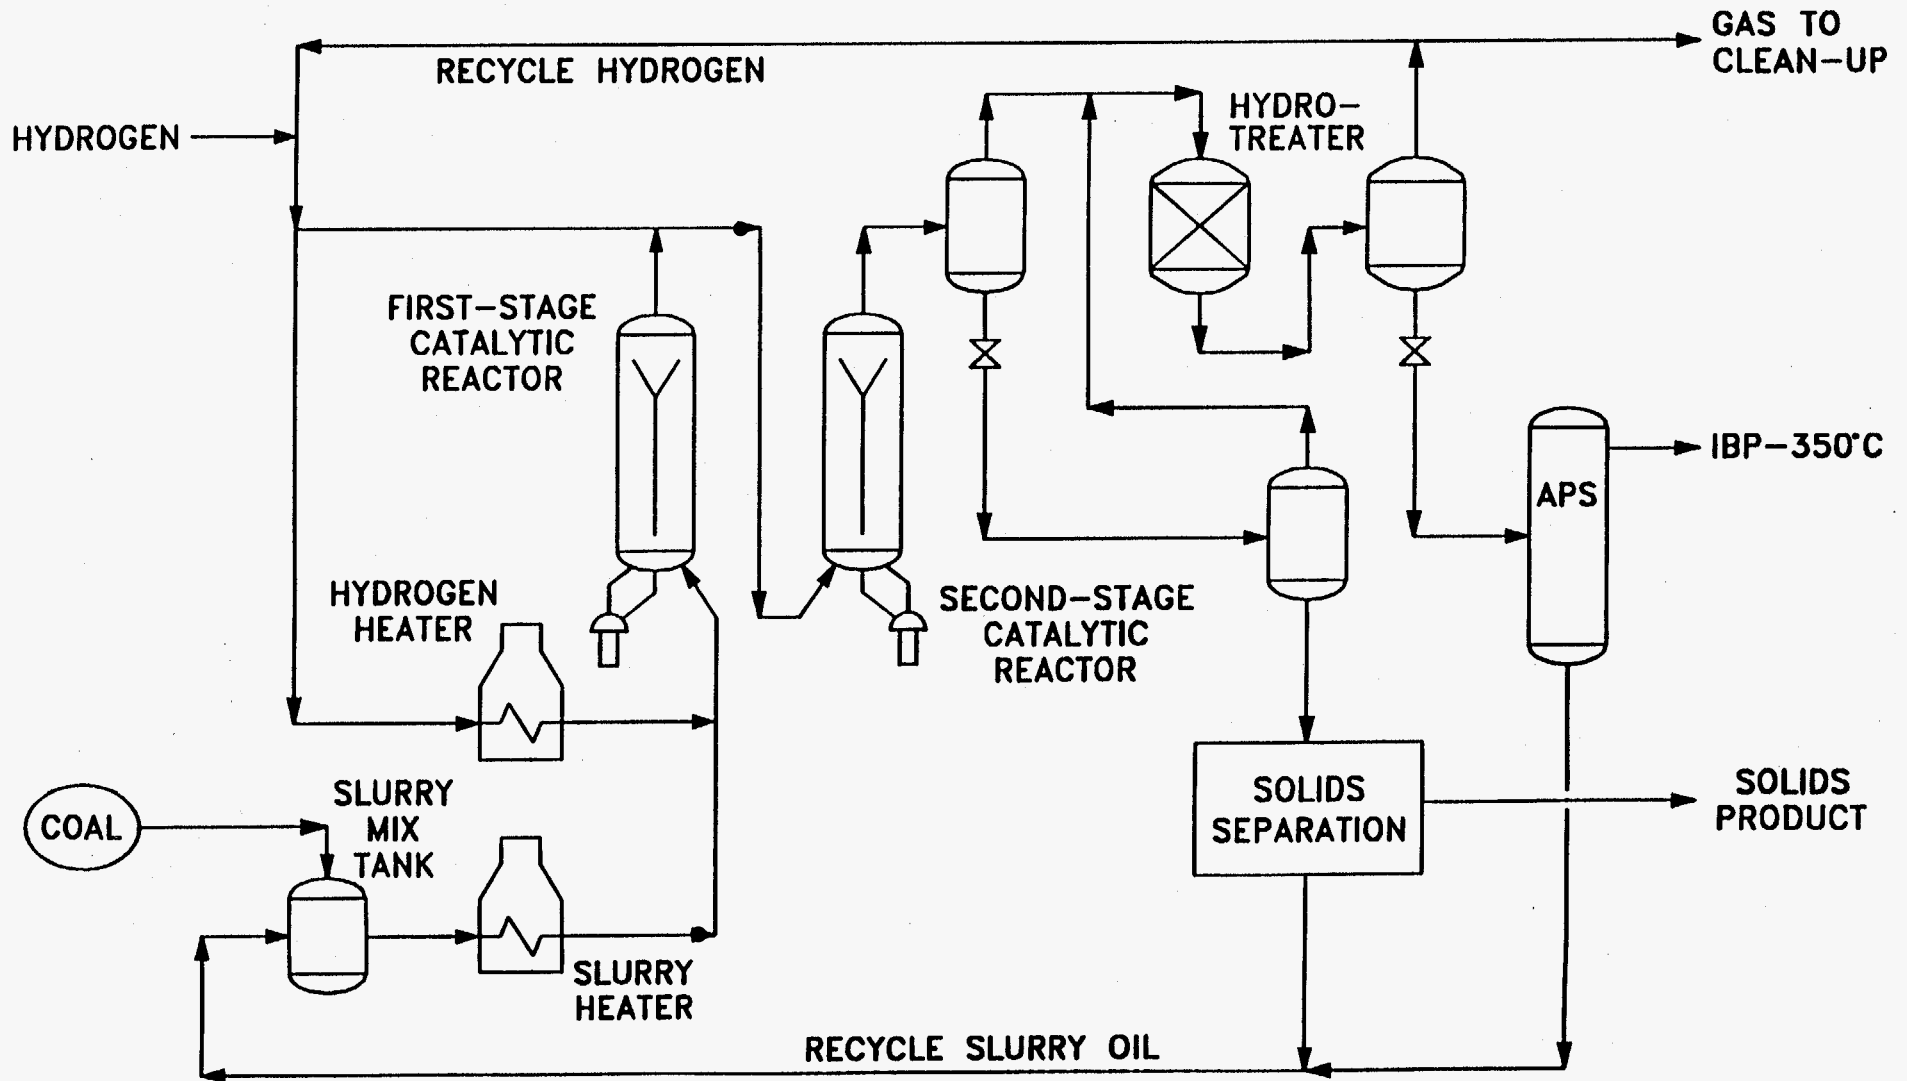 GAS TO
CLEAN-UP
RECYCLE HYDROGEN
HYDRO-
TREATER
HYDROGEN
FIRST-STAGE
CATALYTIC
REACTOR
IBP-350°C
APS
HYDROGEN
HEATER
SECOND-STAGE
CATALYTIC
REACTOR
SLURRY
MIX
TANK
COAL
SOLIDS
SEPARATION
SOLIDS
PRODUCT
SLURRY
HEATER
RECYCLE SLURRY OIL